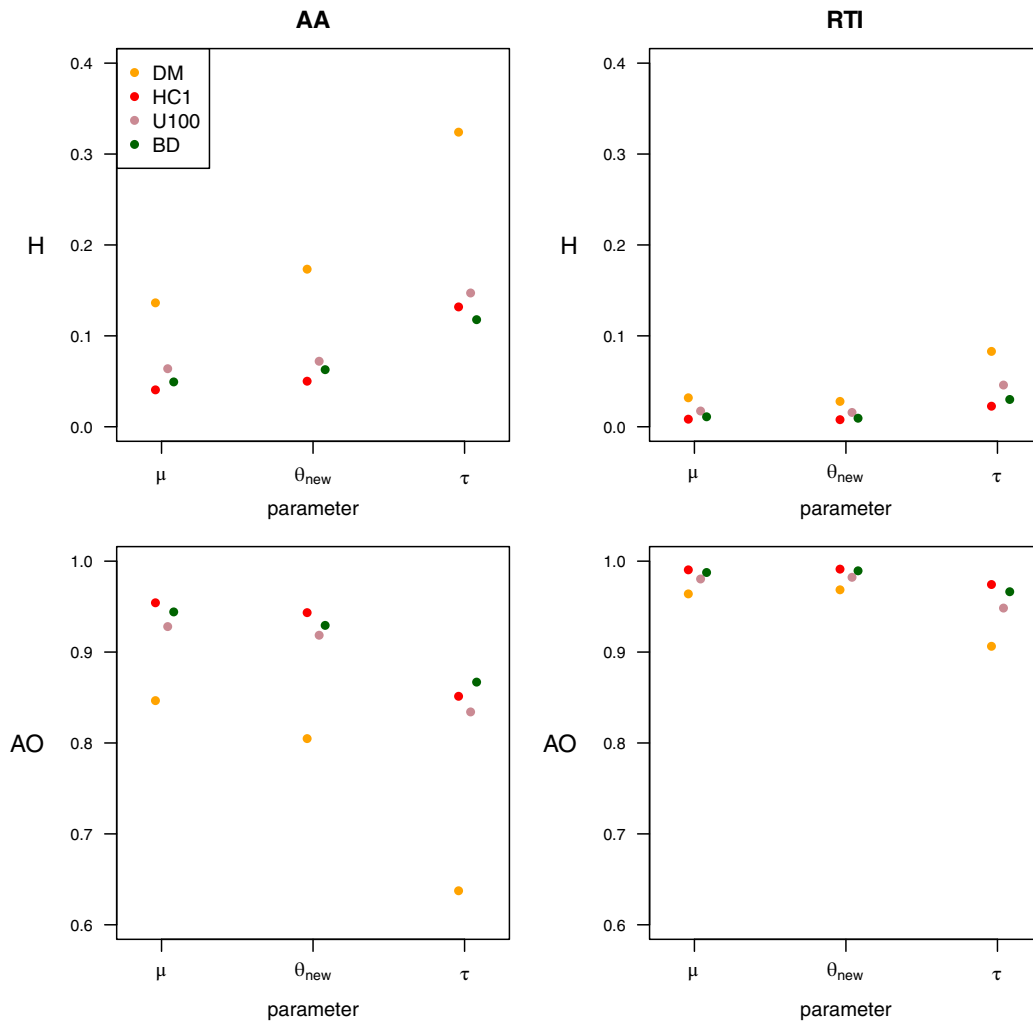 AA
RTI
DM
HC1
U100
BD
H
0.4
0.3
0.2
0.1
0.0
μ θnew τ
parameter
H
0.4
0.3
0.2
0.1
0.0
μ θnew τ
parameter
AO
1.0
0.9
0.8
0.7
0.6
μ θnew τ
parameter
AO
1.0
0.9
0.8
0.7
0.6
μ θnew τ
parameter